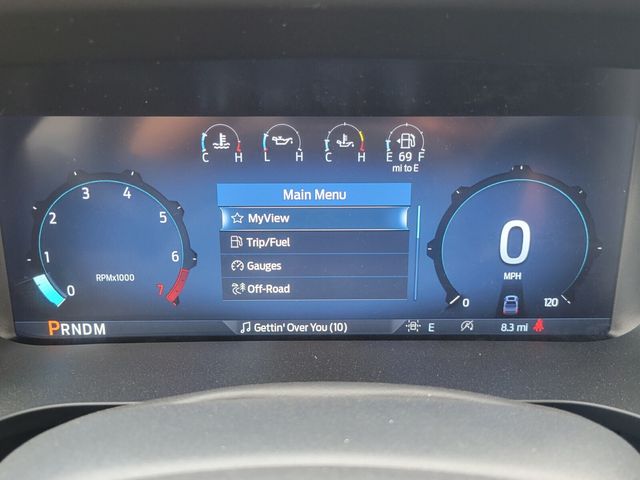 C H
L H
C H
E 69 F
mi to E
Main Menu
MyView
Trip/Fuel
Gauges
Off-Road
0
1
2
3
4
5
6
7
RPMx1000
0
MPH
0
120
PRNDM
Gettin' Over You (10)
E
8.3 mi